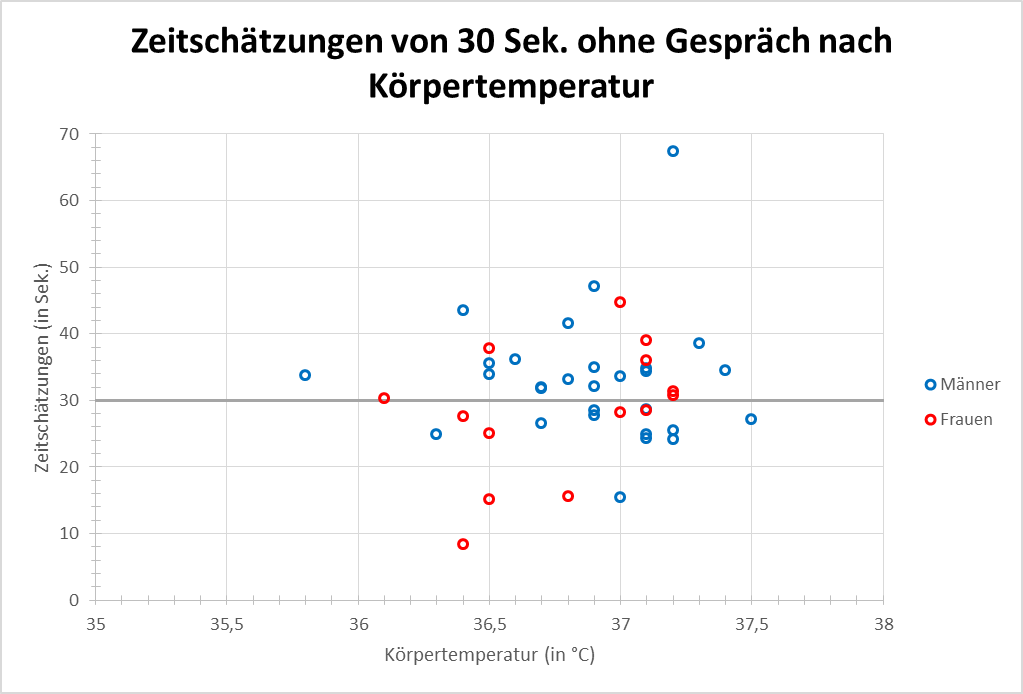 Zeitschätzungen von 30 Sek. ohne Gespräch nach
Körpertemperatur
70
60
50
40
30
20
10
0
Zeitschätzungen (in Sek.)
35
35,5
36
36,5
37
37,5
38
Körpertemperatur (in °C)
Männer
Frauen